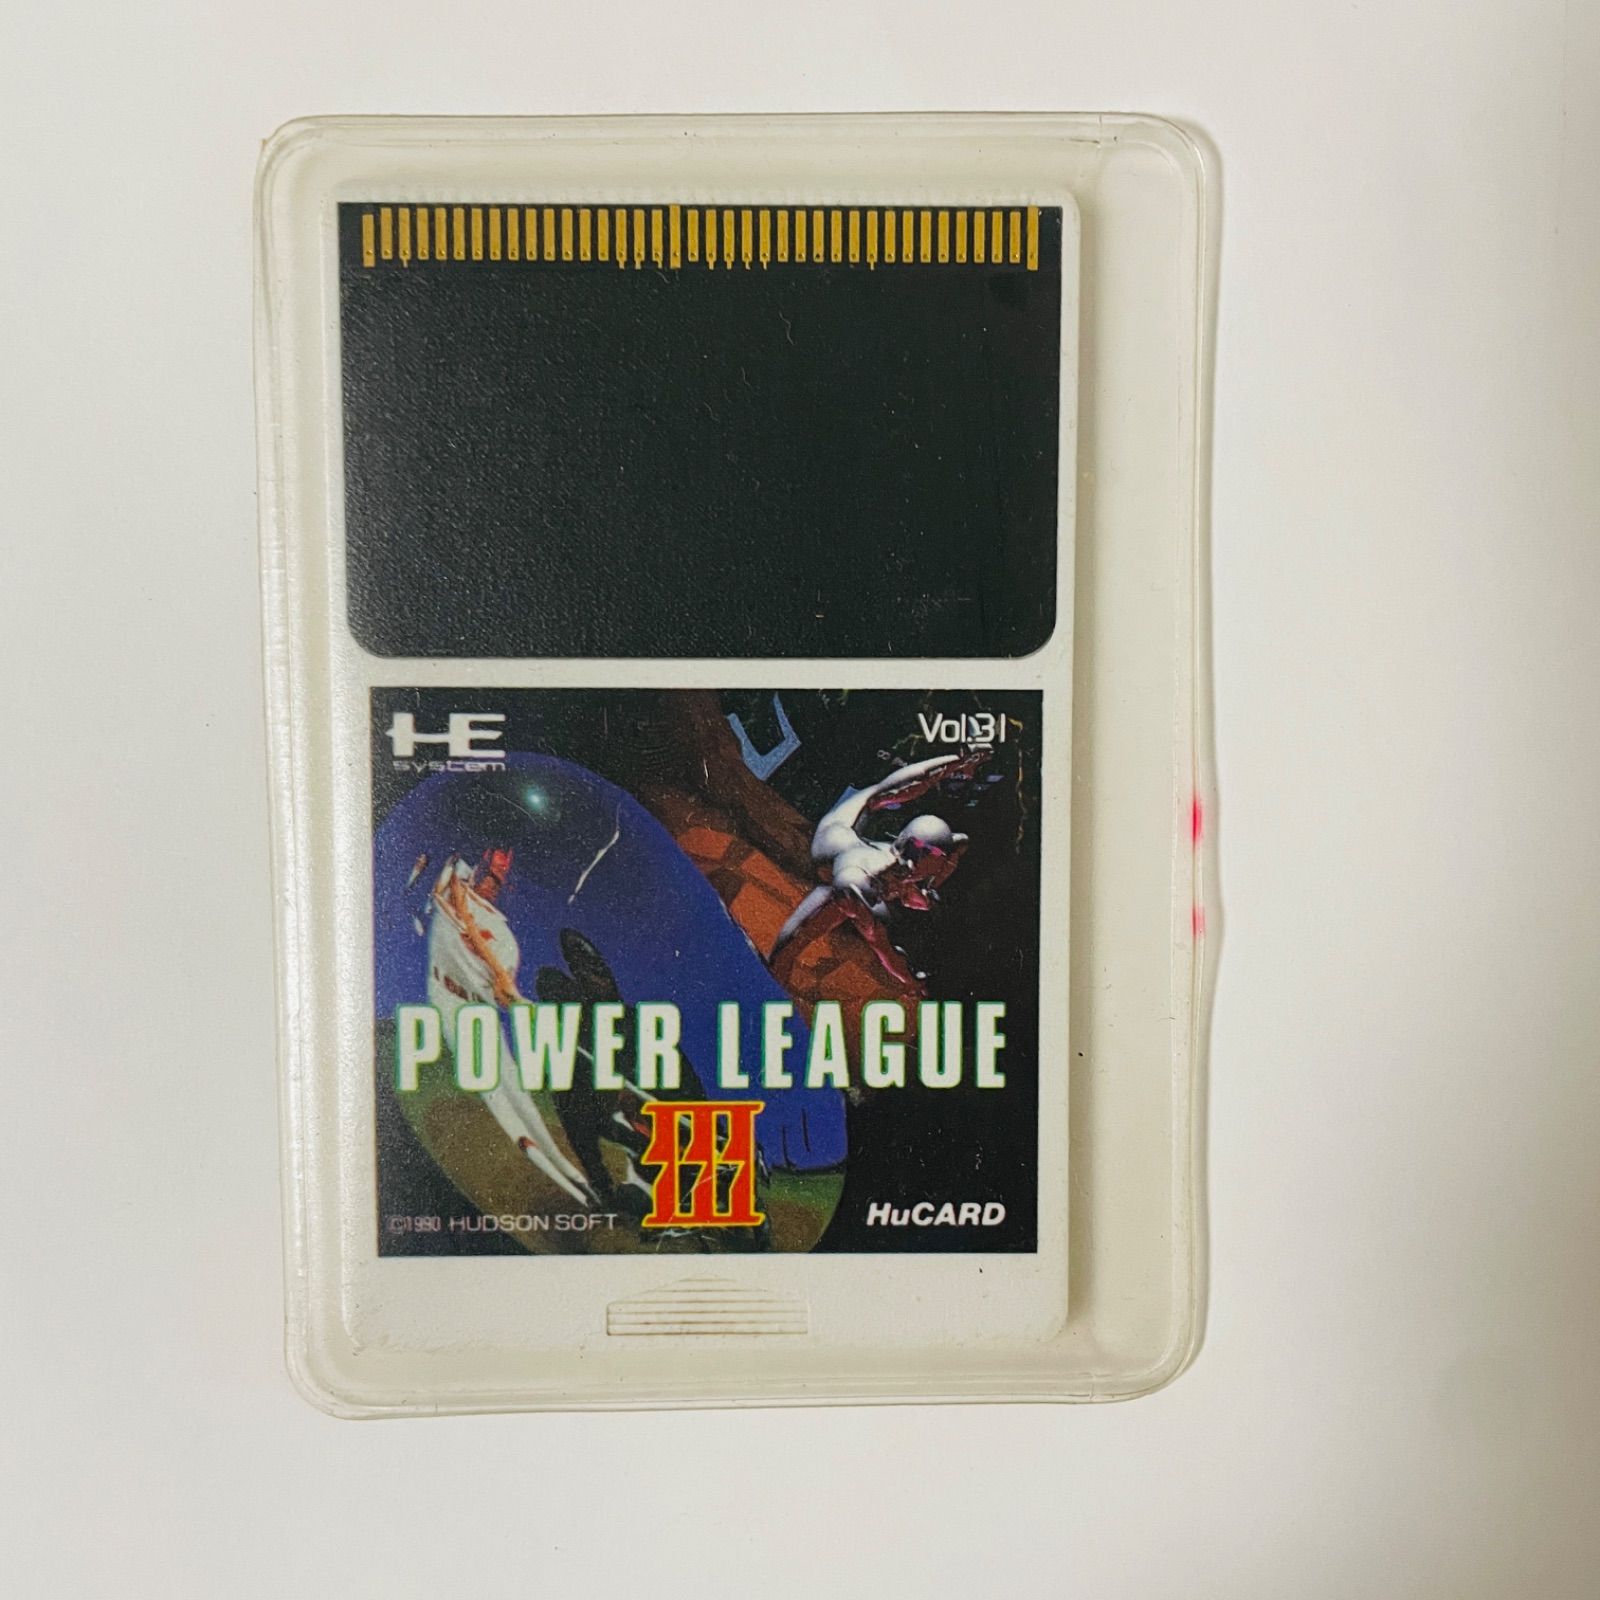 HE
system
Vol.31
POWER LEAGUE
III
©1990 HUDSON SOFT
HuCARD